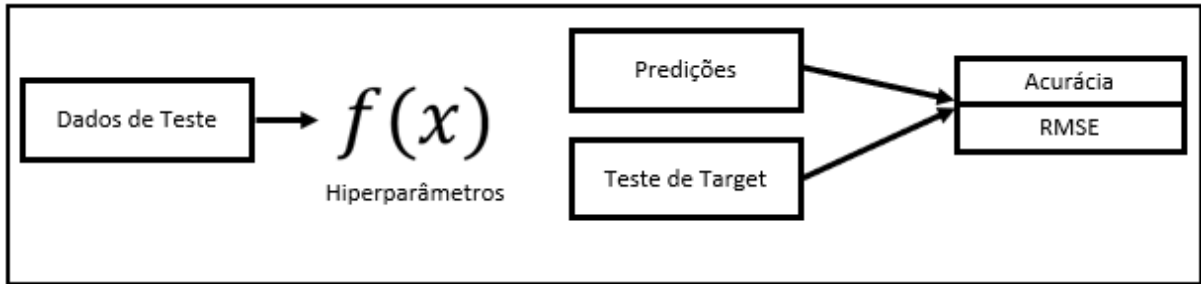 Dados de Teste
f(x)
Hiperparâmetros
Predições
Teste de Target
Acurácia
RMSE